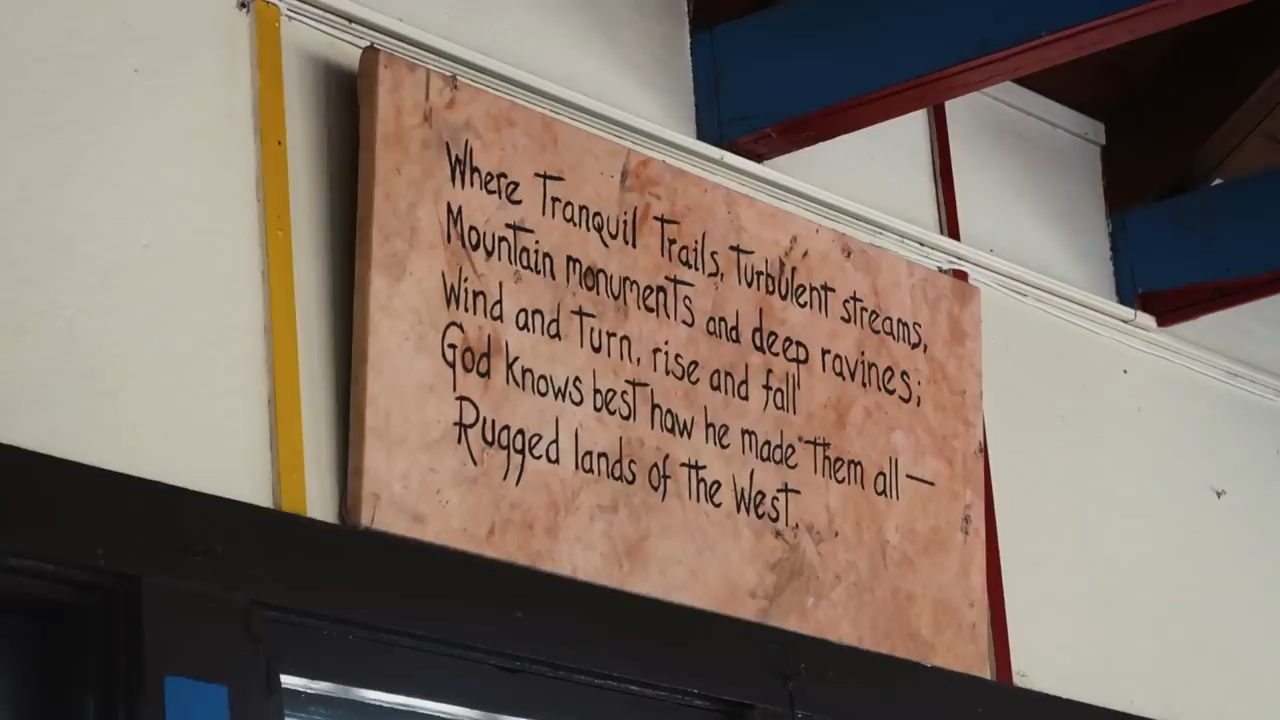 Where Tranquil Trails, Turbulent streams,
Mountain monuments and deep ravines;
Wind and Turn, rise and fall
God knows best how he made Them all —
Rugged lands of The West.